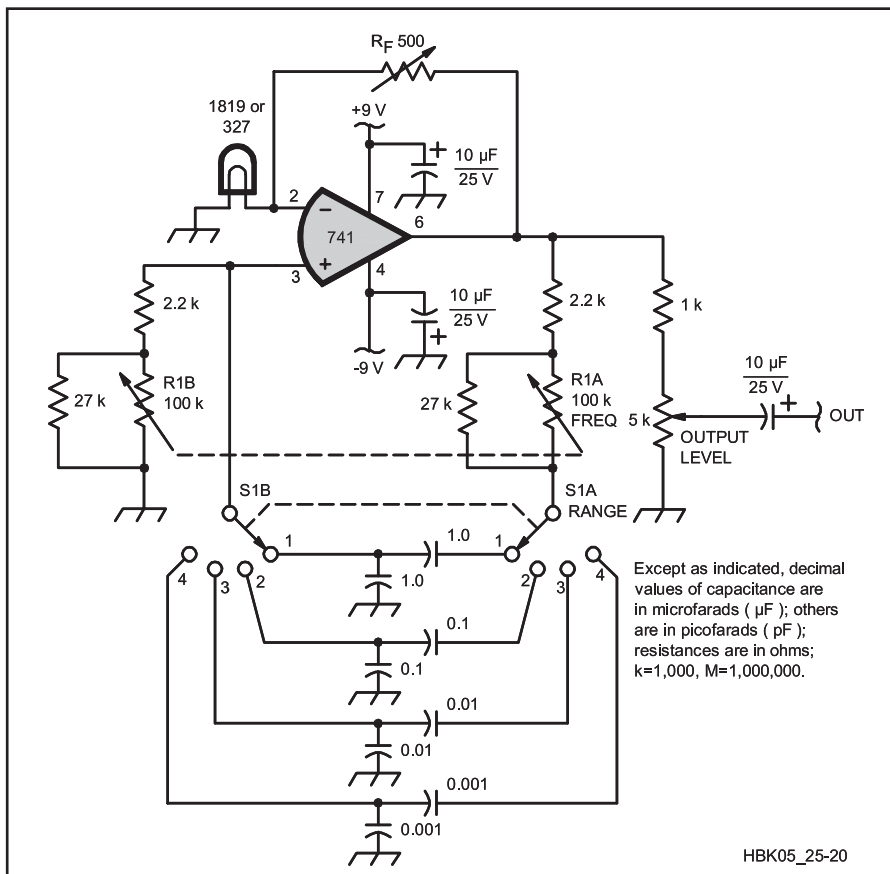 RF 500
1819 or
327
+9 V
10 µF
25 V
+
2
7
6
−
741
+
3
4
2.2 k
10 µF
25 V
+
2.2 k
1 k
-9 V
27 k
R1B
100 k
27 k
R1A
100 k
FREQ
5 k
10 µF
25 V
+
OUT
OUTPUT
LEVEL
S1B
S1A
RANGE
1
1.0
1
4
3
2
1.0
2
3
4
0.1
0.1
0.01
0.01
0.001
0.001
Except as indicated, decimal
values of capacitance are
in microfarads ( µF ); others
are in picofarads ( pF );
resistances are in ohms;
k=1,000, M=1,000,000.
HBK05_25-20